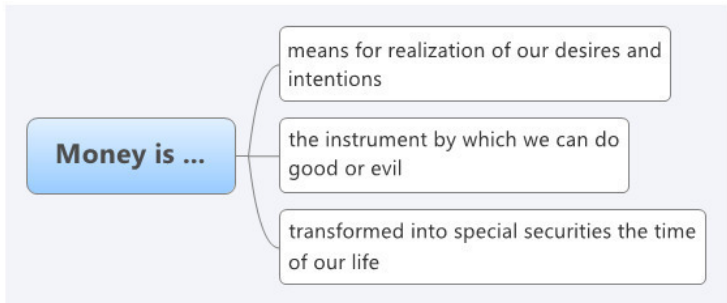 Money is ...
means for realization of our desires and
intentions
the instrument by which we can do
good or evil
transformed into special securities the time
of our life